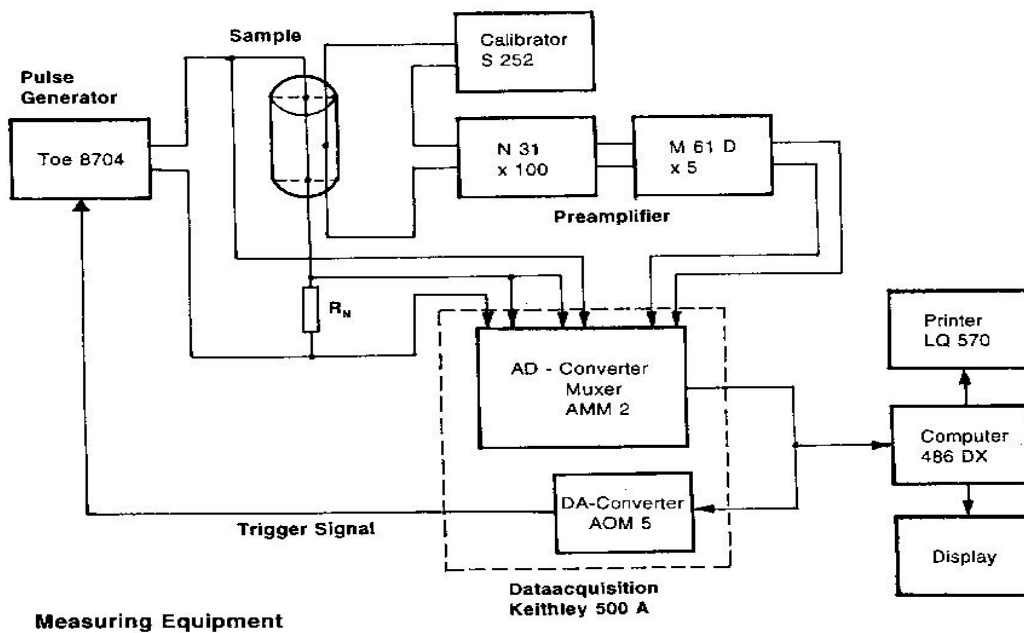 Sample
Calibrator
S 252
Pulse
Generator
Toe 8704
N 31
x 100
M 61 D
x 5
Preamplifier
R_N
Printer
LQ 570
AD - Converter
Muxer
AMM 2
Computer
486 DX
DA-Converter
AOM 5
Trigger Signal
Display
Dataacquisition
Keithley 500 A
Measuring Equipment